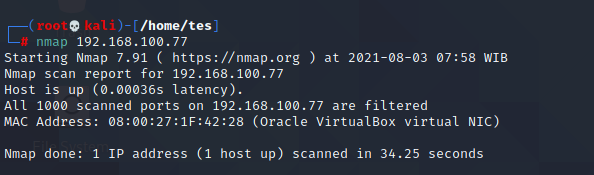 ┌──(root💀kali)-[/home/tes]
└─# nmap 192.168.100.77
Starting Nmap 7.91 ( https://nmap.org ) at 2021-08-03 07:58 WIB
Nmap scan report for 192.168.100.77
Host is up (0.00036s latency).
All 1000 scanned ports on 192.168.100.77 are filtered
MAC Address: 08:00:27:1F:42:28 (Oracle VirtualBox virtual NIC)

Nmap done: 1 IP address (1 host up) scanned in 34.25 seconds